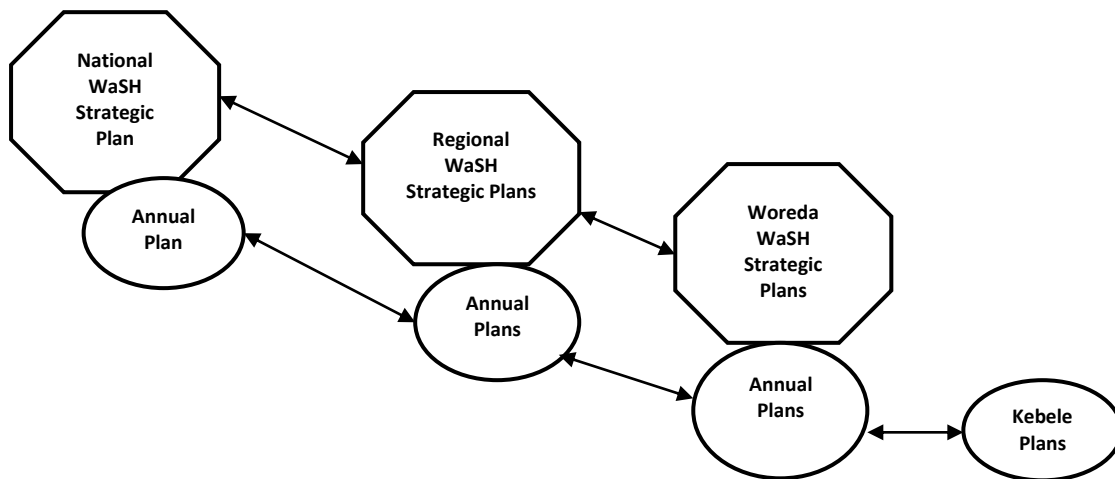 National
WaSH
Strategic
Plan
Annual
Plan
Regional
WaSH
Strategic Plans
Annual
Plans
Woreda
WaSH
Strategic
Plans
Annual
Plans
Kebele
Plans